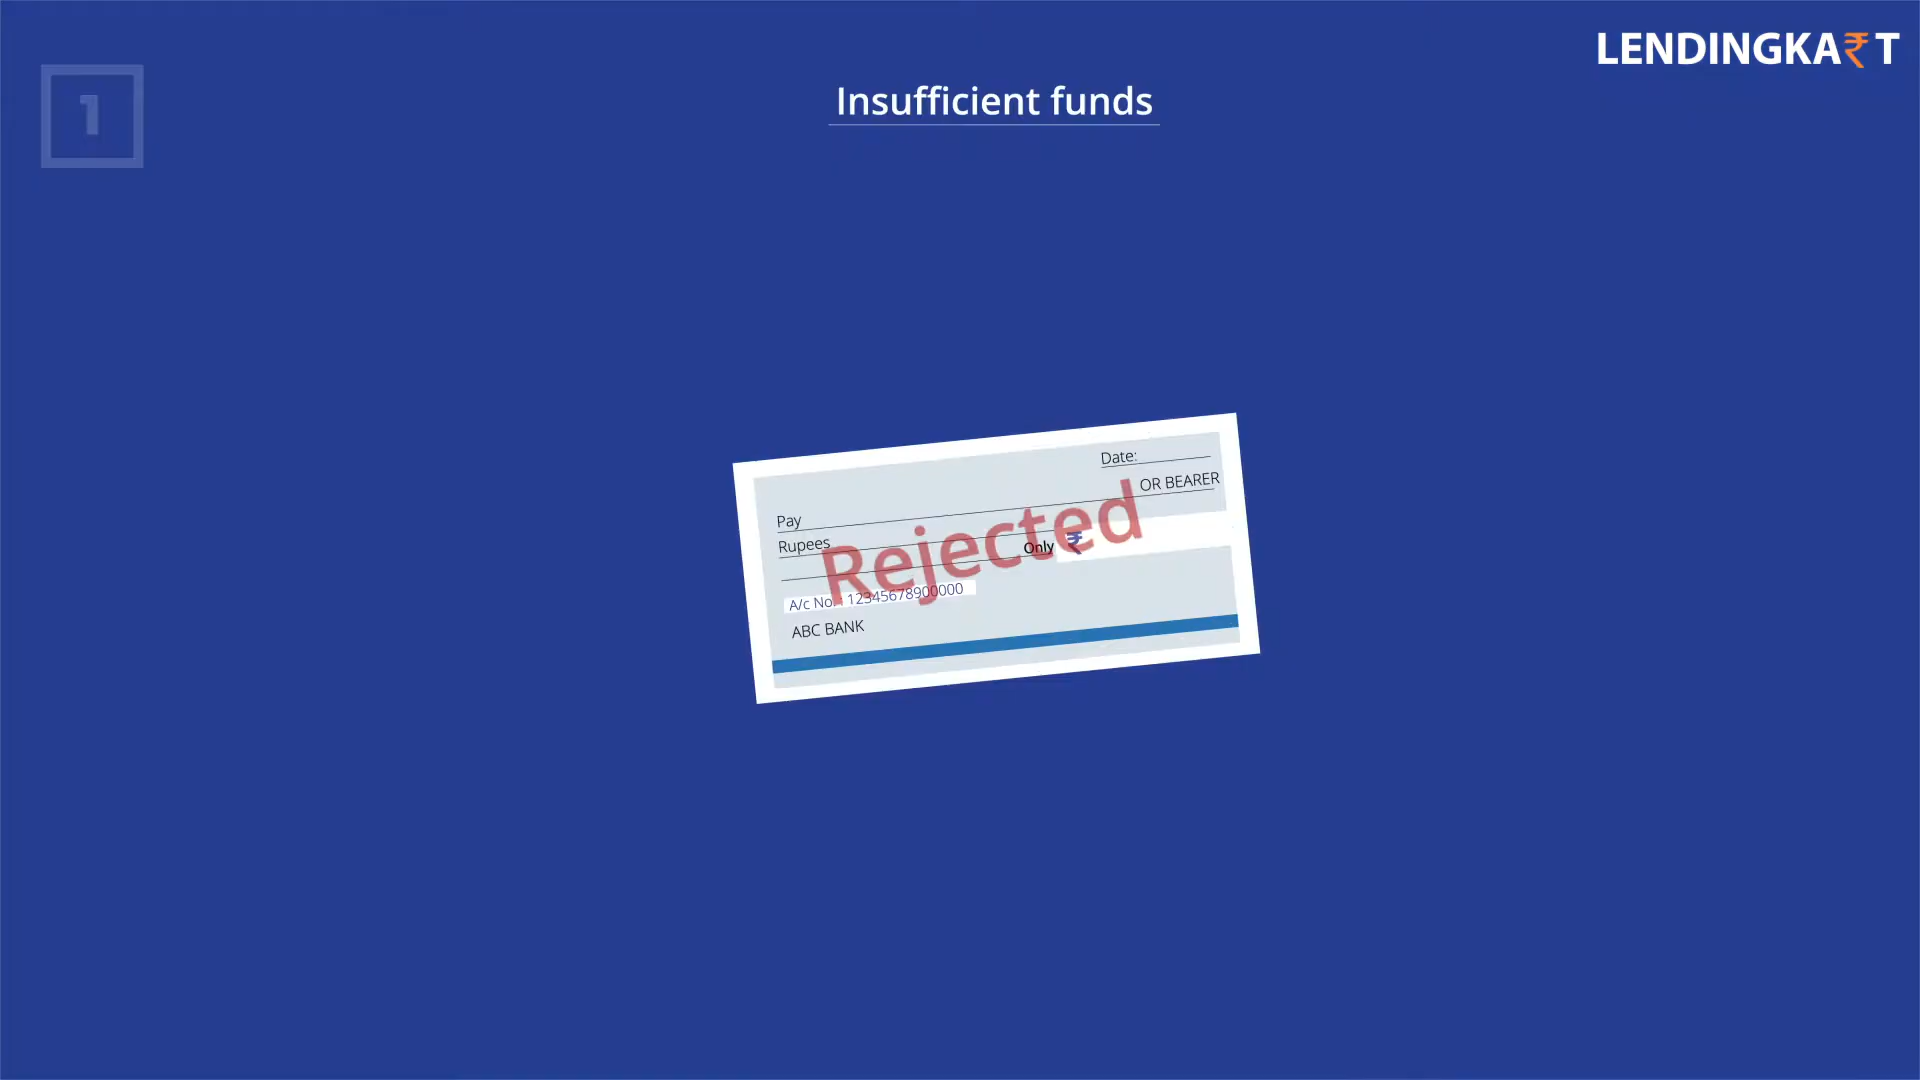 LENDINGKA₹T
1
Insufficient funds
Date:
OR BEARER
Pay
Rupees
Only ₹
Rejected
A/c No. : 12345678900000
ABC BANK